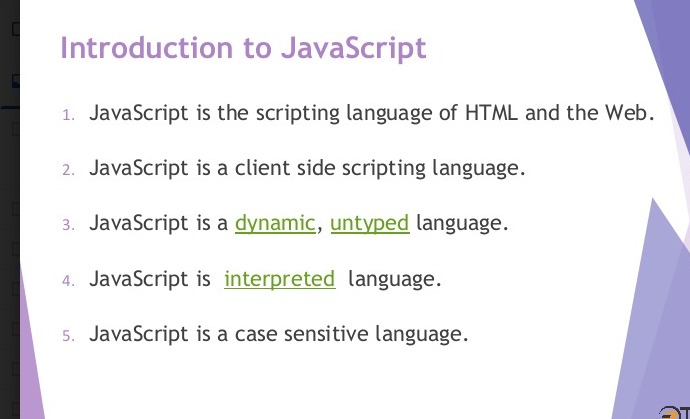 Introduction to JavaScript
1. JavaScript is the scripting language of HTML and the Web.
2. JavaScript is a client side scripting language.
3. JavaScript is a dynamic, untyped language.
4. JavaScript is interpreted language.
5. JavaScript is a case sensitive language.